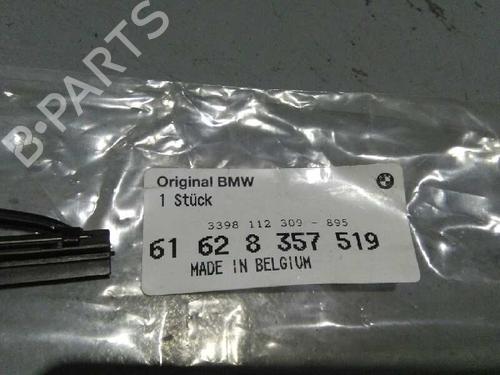 B-PARTS
Original BMW
1 Stück
3398 112 309 - 895
61 62 8 357 519
MADE IN BELGIUM